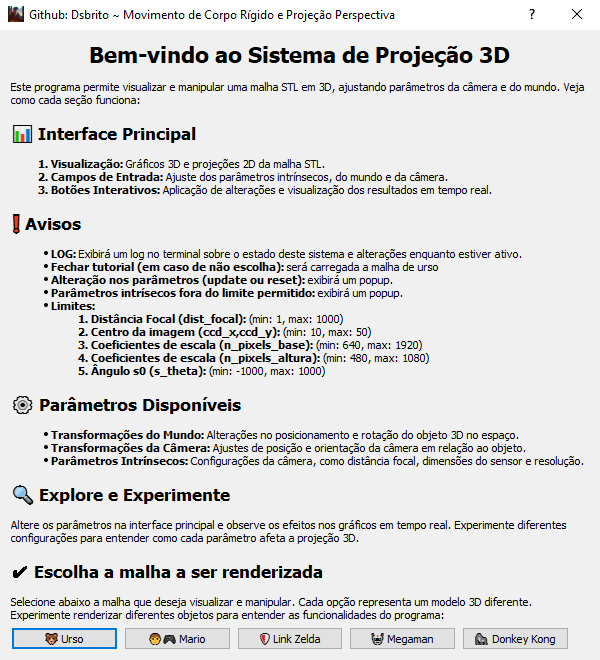 Github: Dsbrito ~ Movimento de Corpo Rígido e Projeção Perspectiva
Bem-vindo ao Sistema de Projeção 3D
Este programa permite visualizar e manipular uma malha STL em 3D, ajustando parâmetros da câmera e do mundo. Veja
como cada seção funciona:
Interface Principal
1. Visualização: Gráficos 3D e projeções 2D da malha STL.
2. Campos de Entrada: Ajuste dos parâmetros intrínsecos, do mundo e da câmera.
3. Botões Interativos: Aplicação de alterações e visualização dos resultados em tempo real.
Avisos
• LOG: Exibirá um log no terminal sobre o estado deste sistema e alterações enquanto estiver ativo.
• Fechar tutorial (em caso de não escolha): será carregada a malha de urso
• Alteração nos parâmetros (update ou reset): exibirá um popup.
• Parâmetros intrísecos fora do limite permitido: exibirá um popup.
• Limites:
1. Distância Focal (dist_focal): (min: 1, max: 1000)
2. Centro da imagem (ccd_x,ccd_y): (min: 10, max: 50)
3. Coeficientes de escala (n_pixels_base): (min: 640, max: 1920)
4. Coeficientes de escala (n_pixels_altura): (min: 480, max: 1080)
5. Ângulo s0 (s_theta): (min: -1000, max: 1000)
Parâmetros Disponíveis
• Transformações do Mundo: Alterações no posicionamento e rotação do objeto 3D no espaço.
• Transformações da Câmera: Ajustes de posição e orientação da câmera em relação ao objeto.
• Parâmetros Intrínsecos: Configurações da câmera, como distância focal, dimensões do sensor e resolução.
Explore e Experimente
Altere os parâmetros na interface principal e observe os efeitos nos gráficos em tempo real. Experimente diferentes
configurações para entender como cada parâmetro afeta a projeção 3D.
✔ Escolha a malha a ser renderizada
Selecione abaixo a malha que deseja visualizar e manipular. Cada opção representa um modelo 3D diferente.
Experimente renderizar diferentes objetos para entender as funcionalidades do programa:
Urso Mario Link Zelda Megaman Donkey Kong